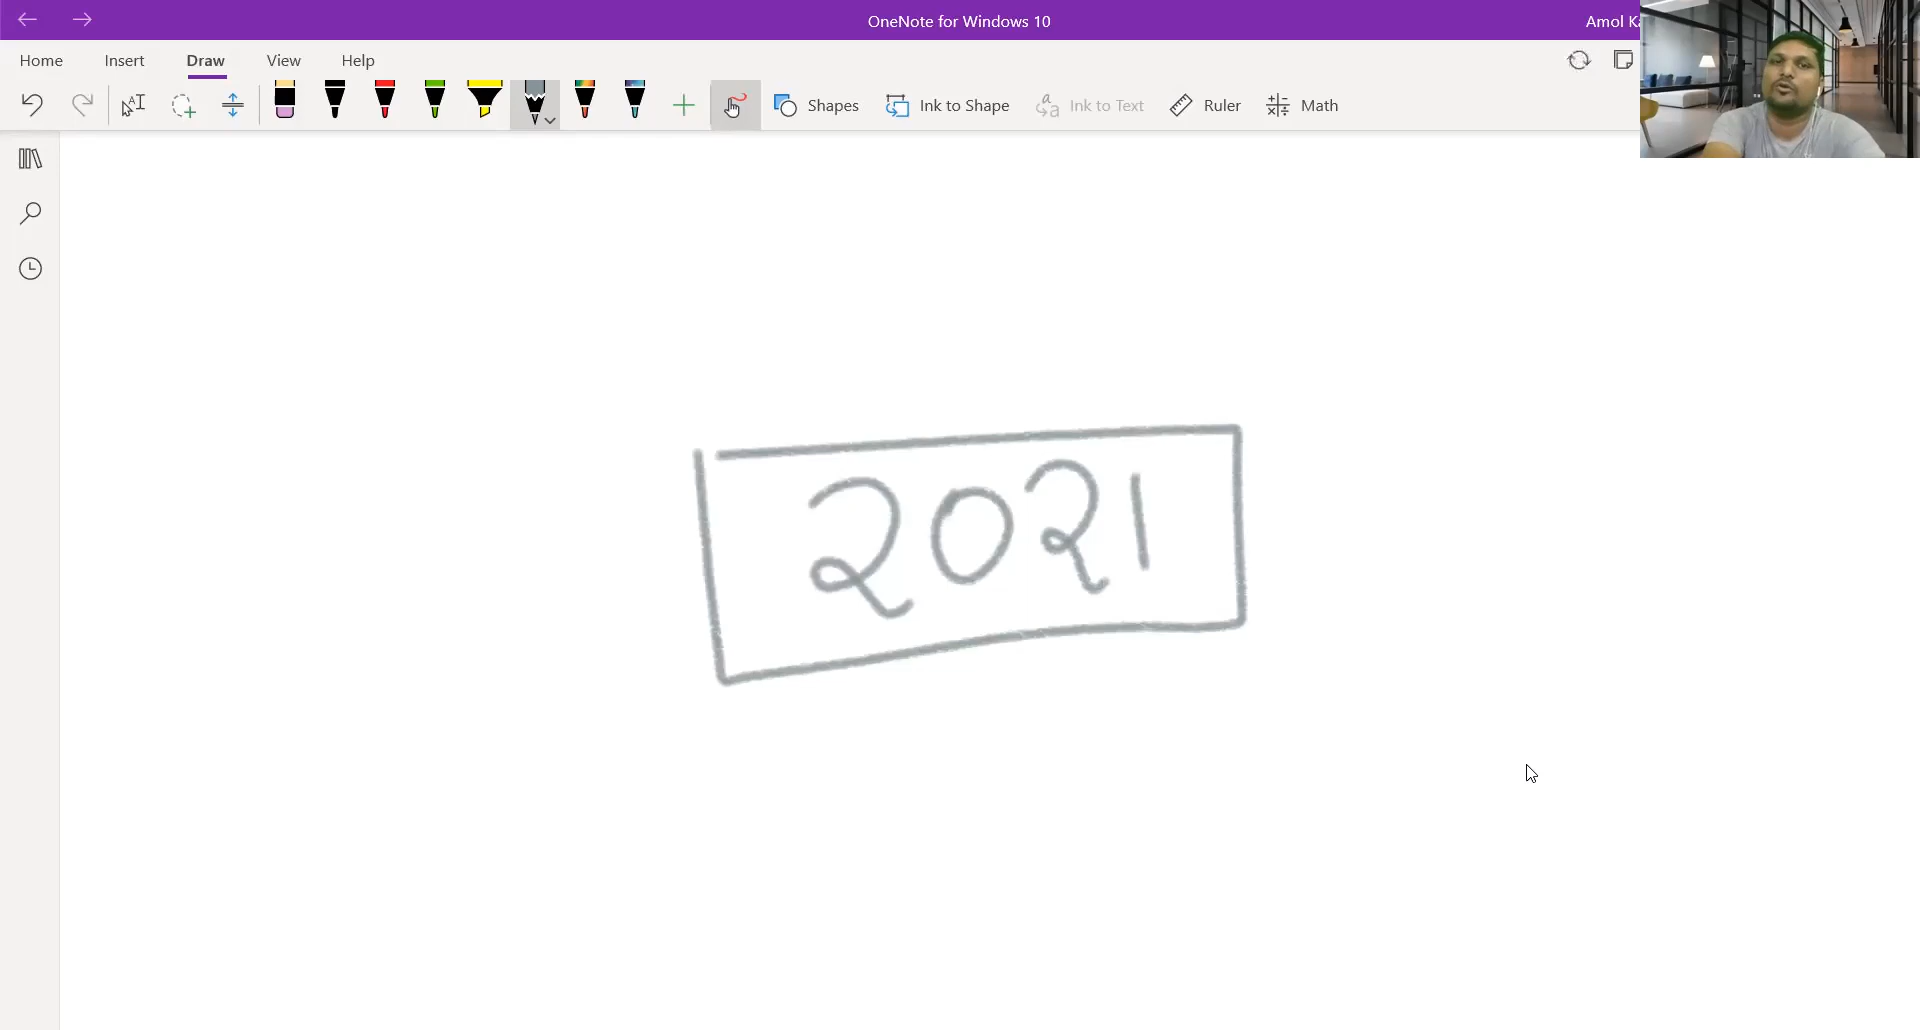 OneNote for Windows 10
Amol
Home Insert Draw View Help
Shapes Ink to Shape Ink to Text Ruler Math
2021